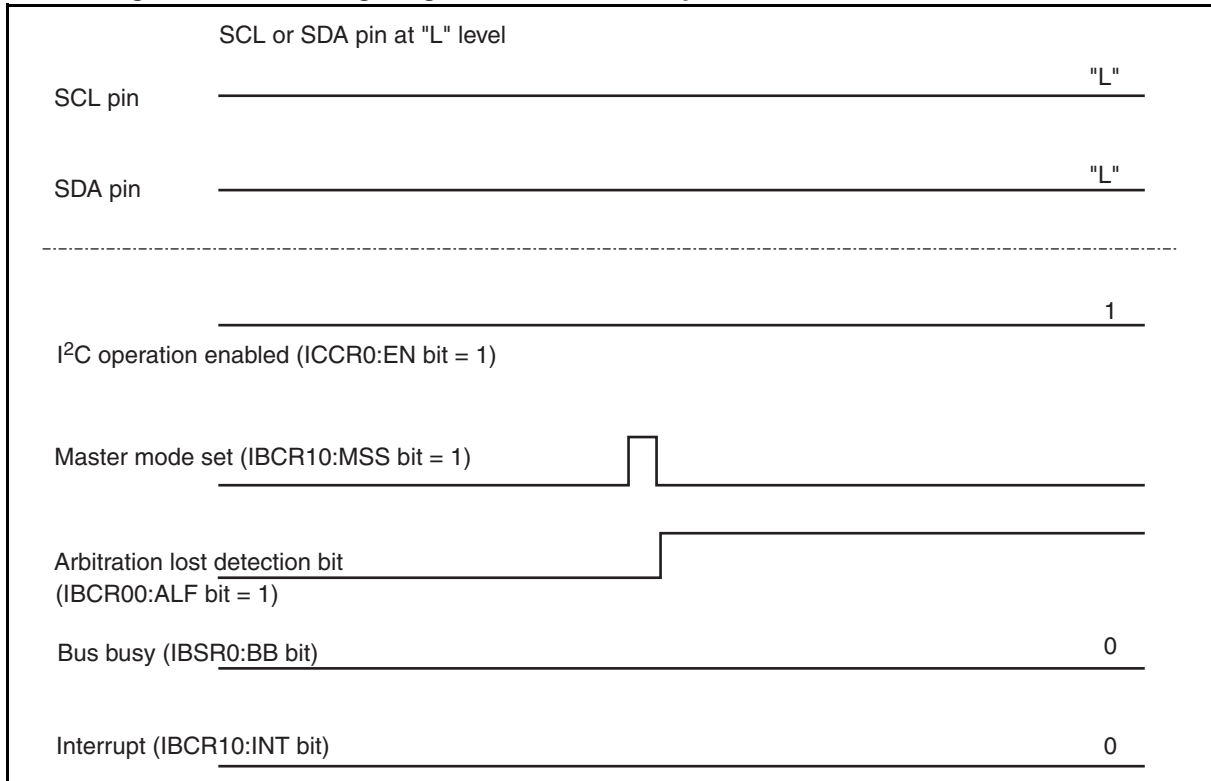 SCL or SDA pin at "L" level
"L"
SCL pin
"L"
SDA pin
1
I²C operation enabled (ICCR0:EN bit = 1)
Master mode set (IBCR10:MSS bit = 1)
Arbitration lost detection bit
(IBCR00:ALF bit = 1)
Bus busy (IBSR0:BB bit)
0
Interrupt (IBCR10:INT bit)
0